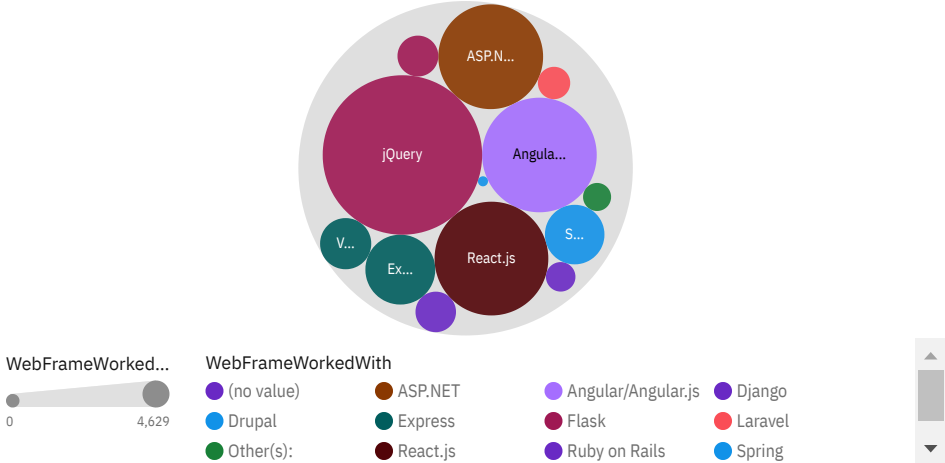 ASP.N...
jQuery
Angula...
V...
Ex...
React.js
S...
WebFrameWorked...
0
4,629
WebFrameWorkedWith
(no value)
ASP.NET
Angular/Angular.js
Django
Drupal
Express
Flask
Laravel
Other(s):
React.js
Ruby on Rails
Spring